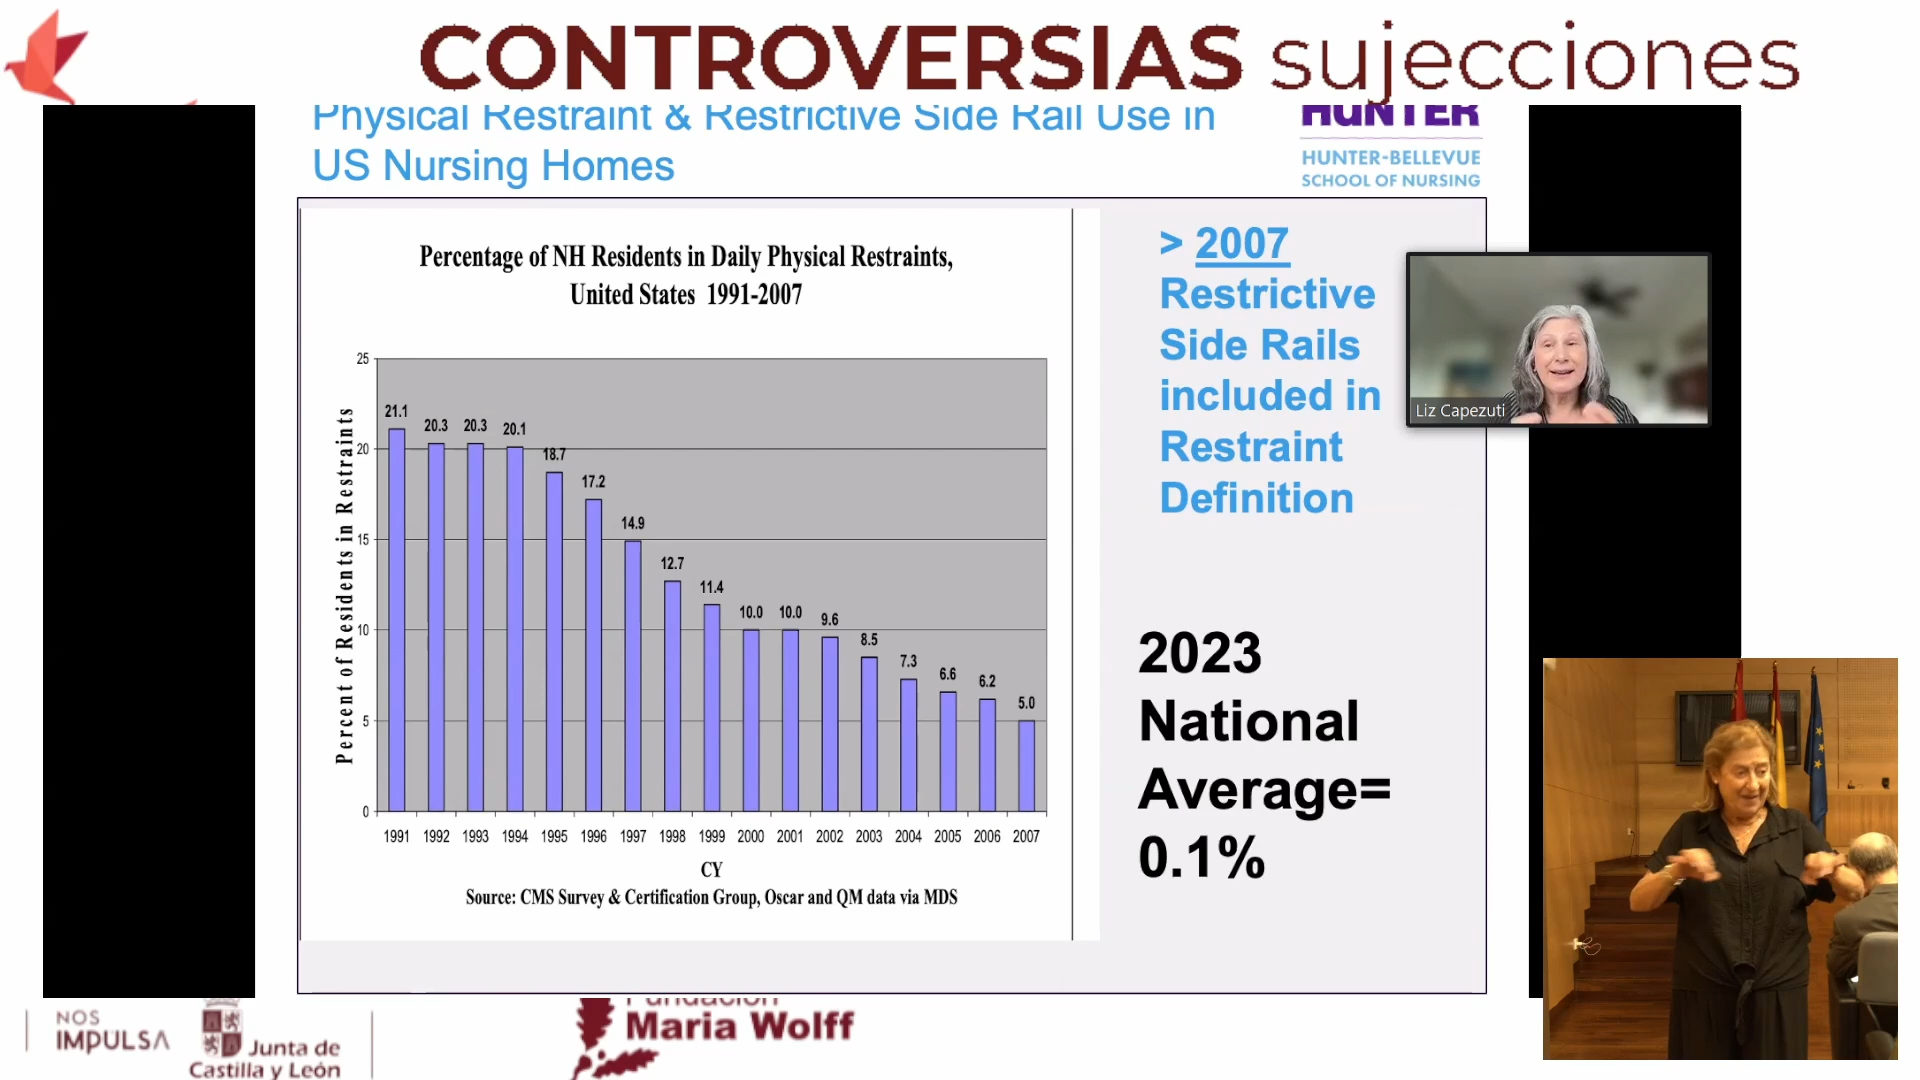 CONTROVERSIAS sujecciones
Physical Restraint & Restrictive Side Rail Use in
US Nursing Homes
HUNTER
HUNTER-BELLEVUE
SCHOOL OF NURSING
Percentage of NH Residents in Daily Physical Restraints,
United States 1991-2007
Percent of Residents in Restraints
25
20
15
10
5
0
21.1
20.3
20.3
20.1
18.7
17.2
14.9
12.7
11.4
10.0
10.0
9.6
8.5
7.3
6.6
6.2
5.0
1991 1992 1993 1994 1995 1996 1997 1998 1999 2000 2001 2002 2003 2004 2005 2006 2007
CY
Source: CMS Survey & Certification Group, Oscar and QM data via MDS
> 2007
Restrictive
Side Rails
included in
Restraint
Definition
2023
National
Average=
0.1%
Liz Capezuti
NOS
IMPULSA
Junta de
Castilla y León
Fundación
Maria Wolff